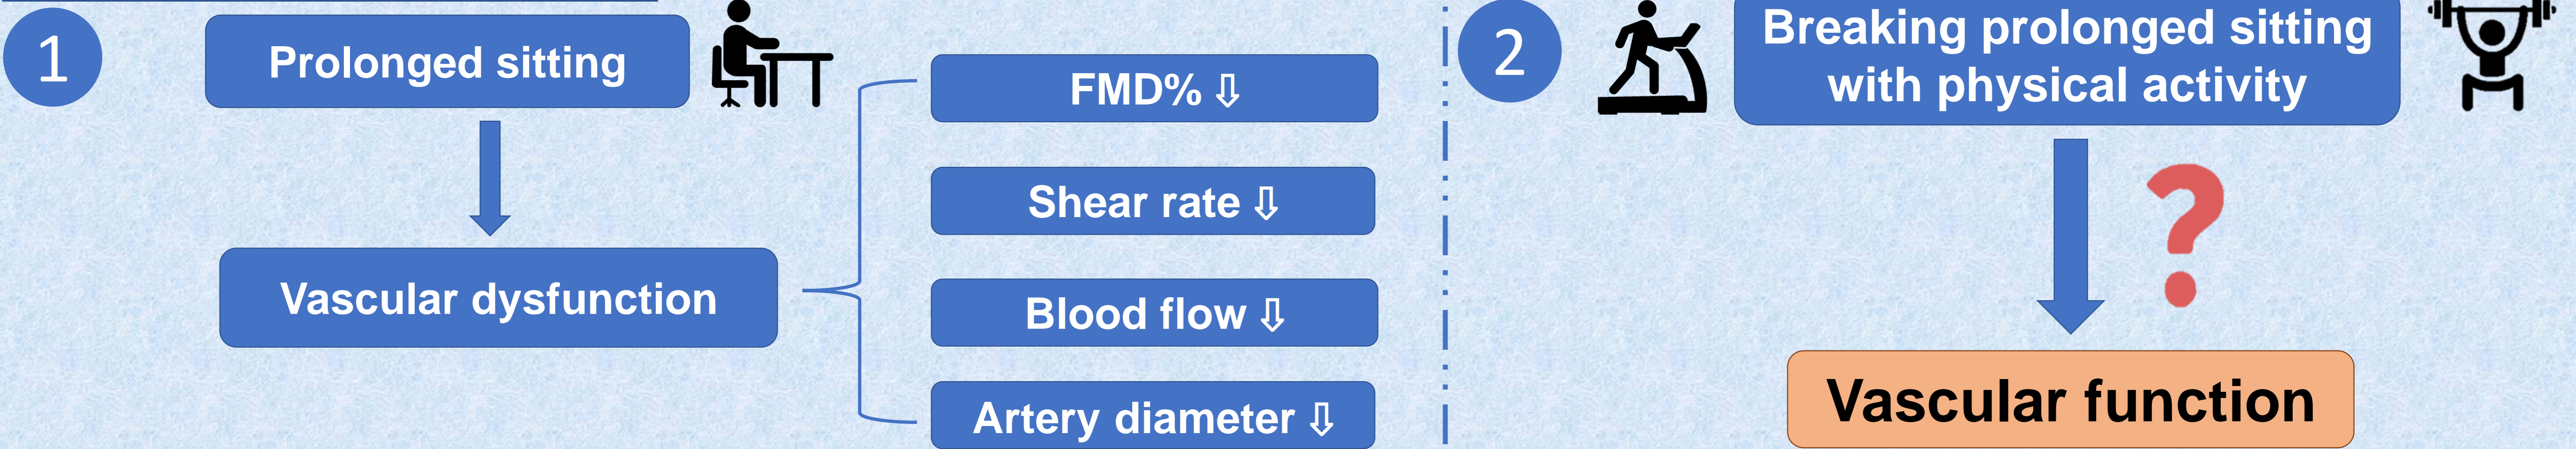 1
Prolonged sitting
Vascular dysfunction
FMD% ⇩
Shear rate ⇩
Blood flow ⇩
Artery diameter ⇩
2
Breaking prolonged sitting
with physical activity
?
Vascular function